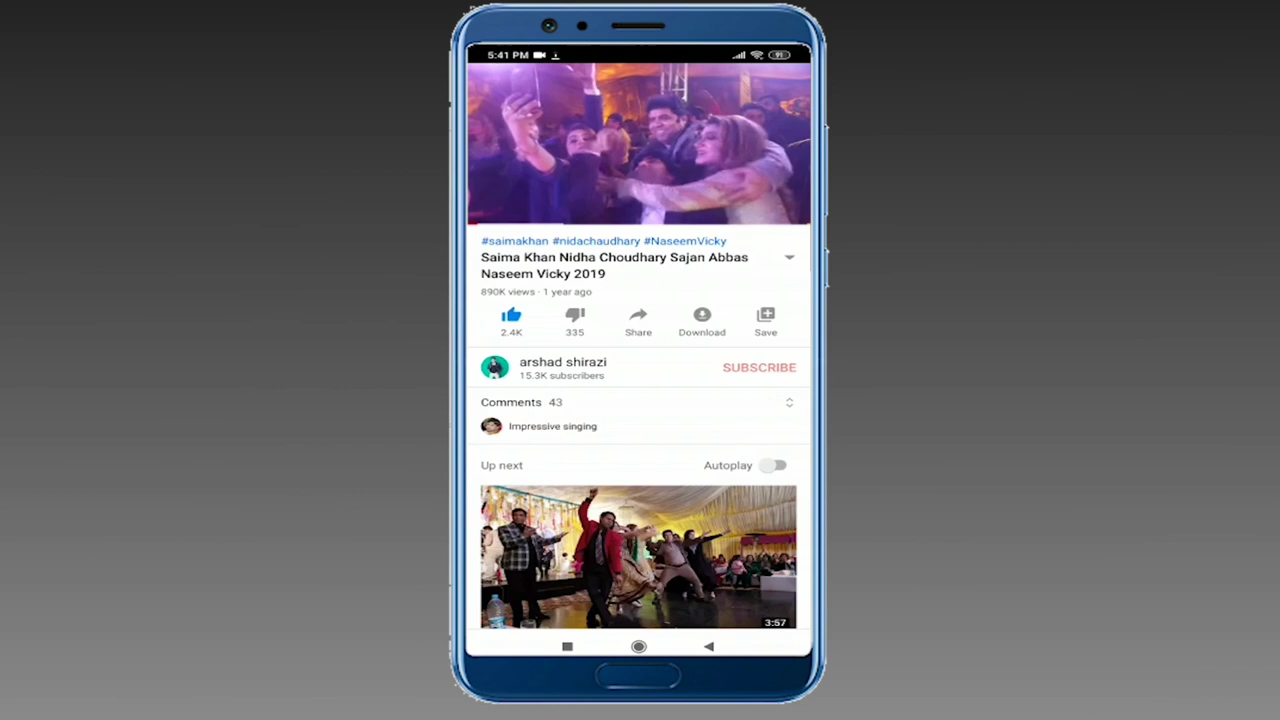 5:41 PM
91
#saimakhan #nidachaudhary #NaseemVicky
Saima Khan Nidha Choudhary Sajan Abbas
Naseem Vicky 2019
890K views · 1 year ago
2.4K 335 Share Download Save
arshad shirazi
15.3K subscribers
SUBSCRIBE
Comments 43
Impressive singing
Up next Autoplay
3:57